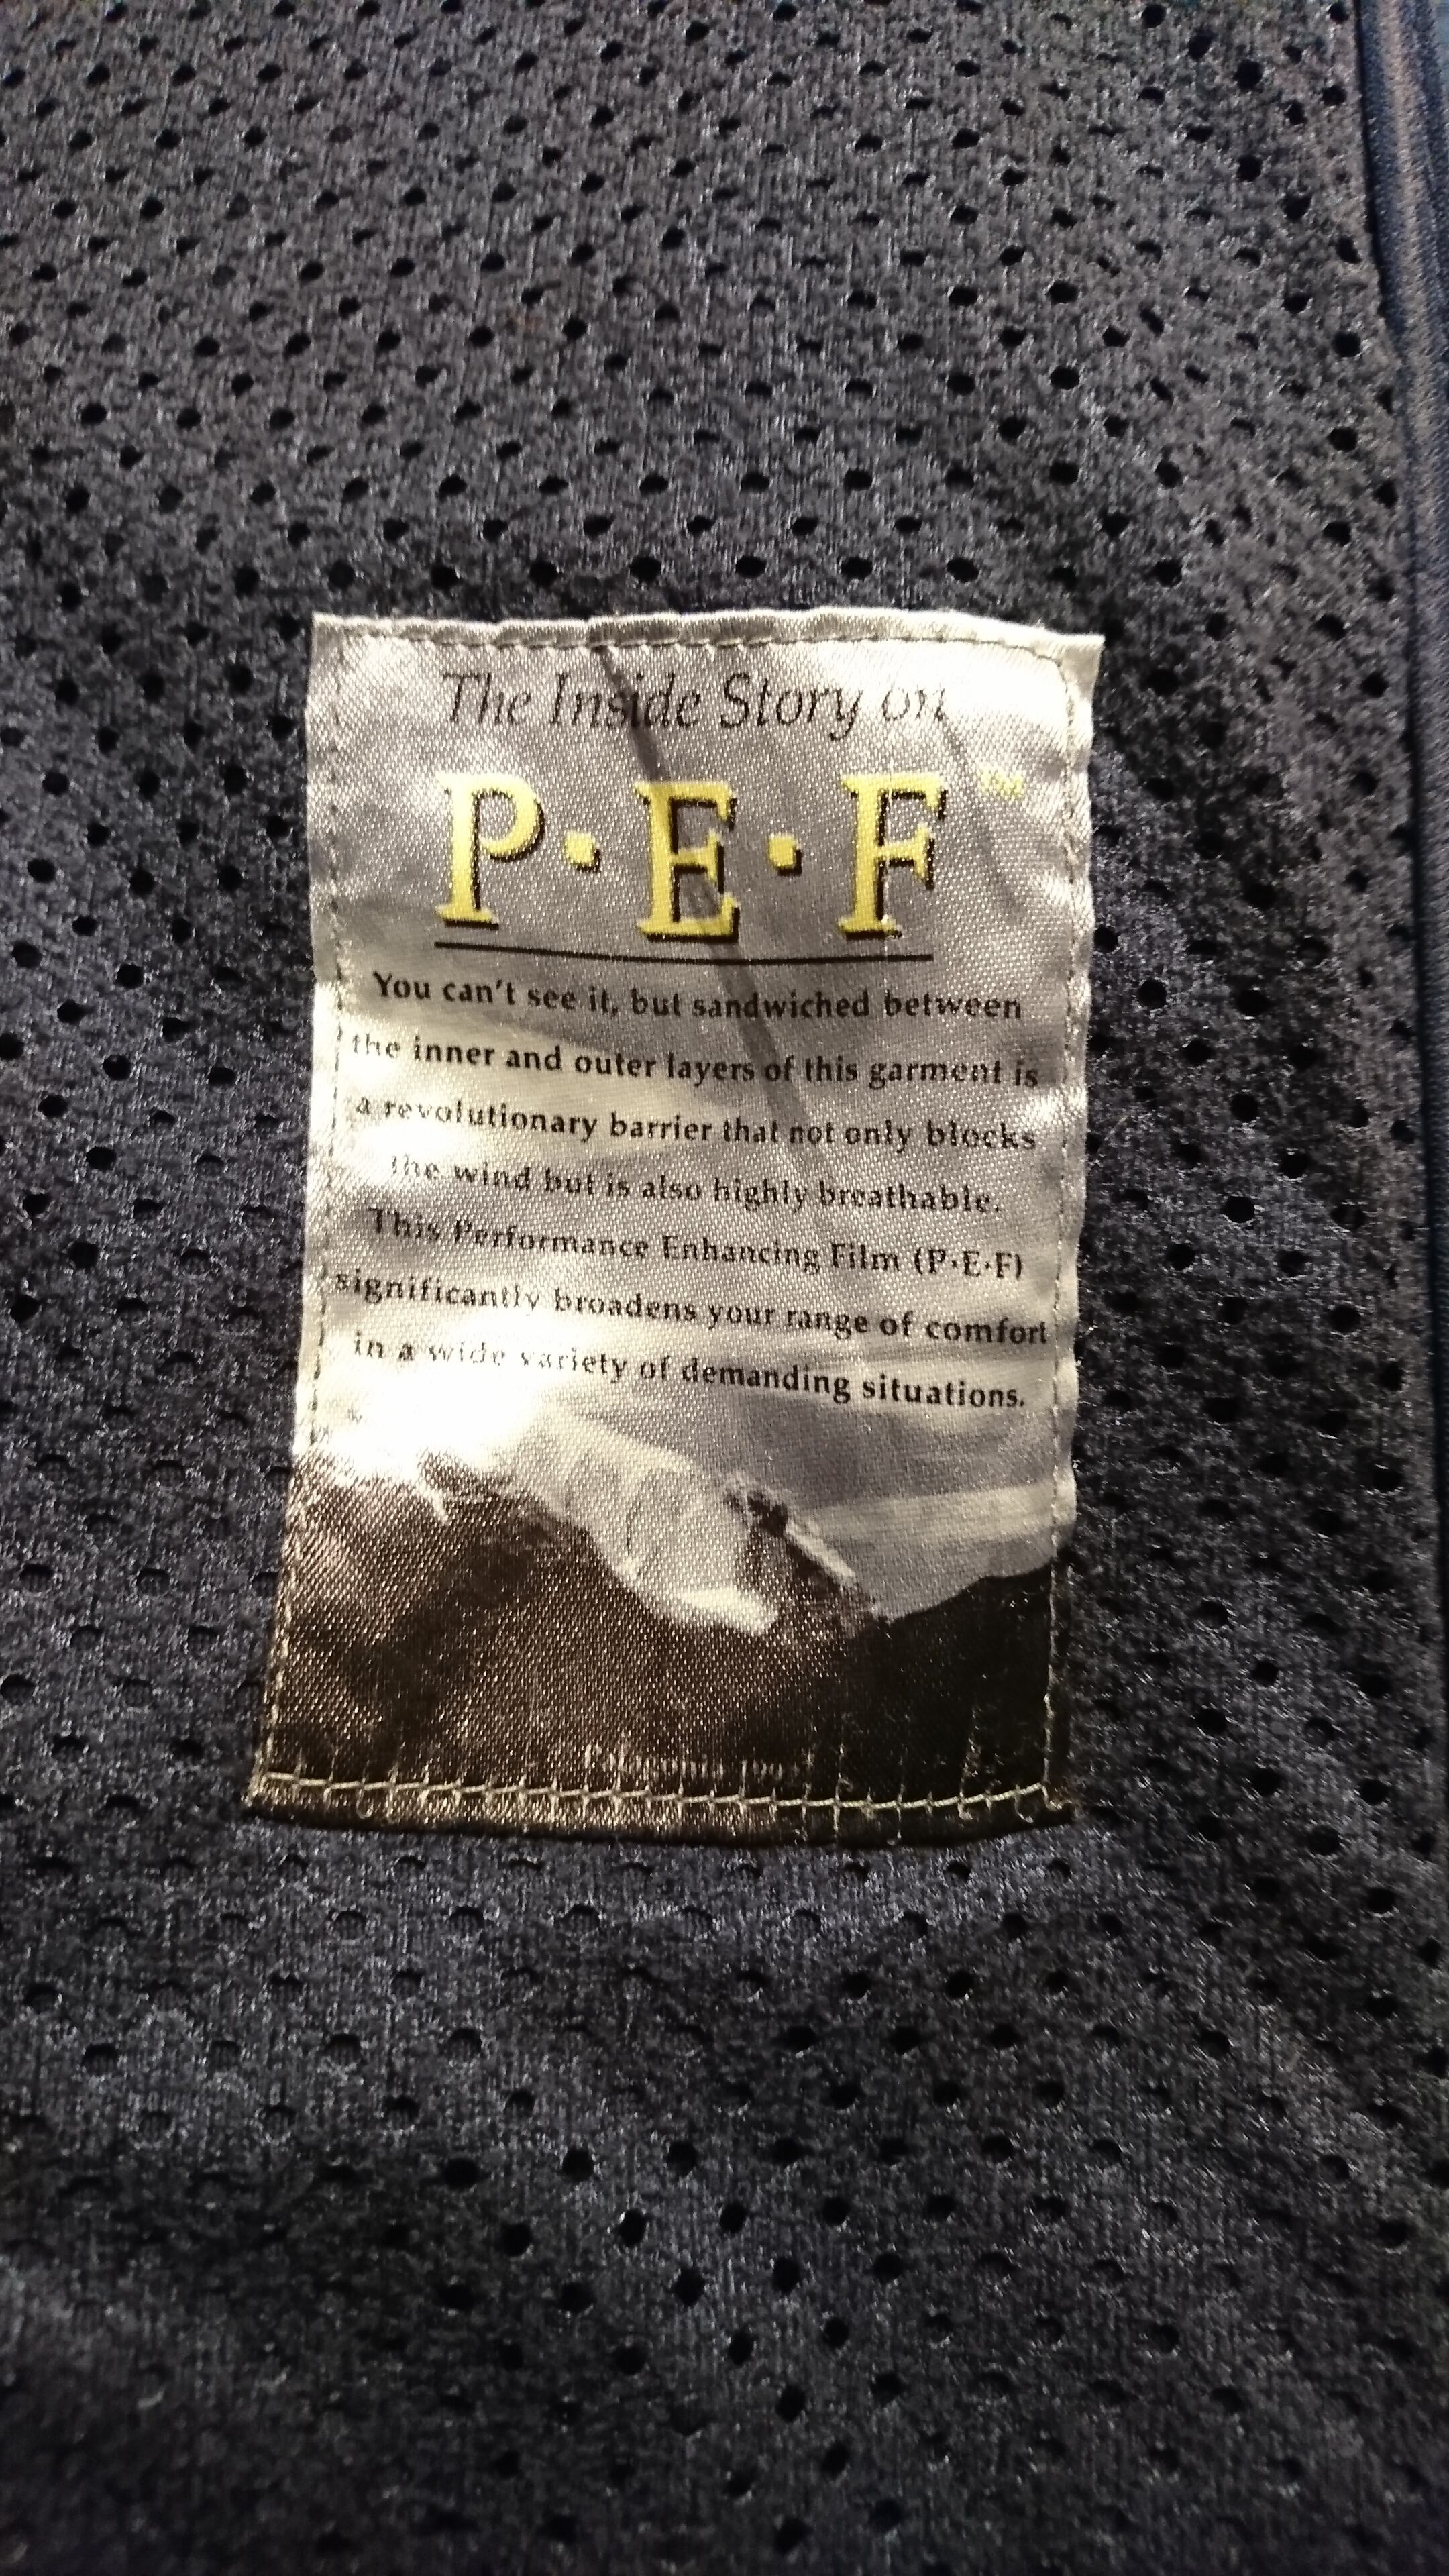 The Inside Story on
P·E·F™
You can't see it, but sandwiched between
the inner and outer layers of this garment is
a revolutionary barrier that not only blocks
the wind but is also highly breathable.
This Performance Enhancing Film (P·E·F)
significantly broadens your range of comfort
in a wide variety of demanding situations.